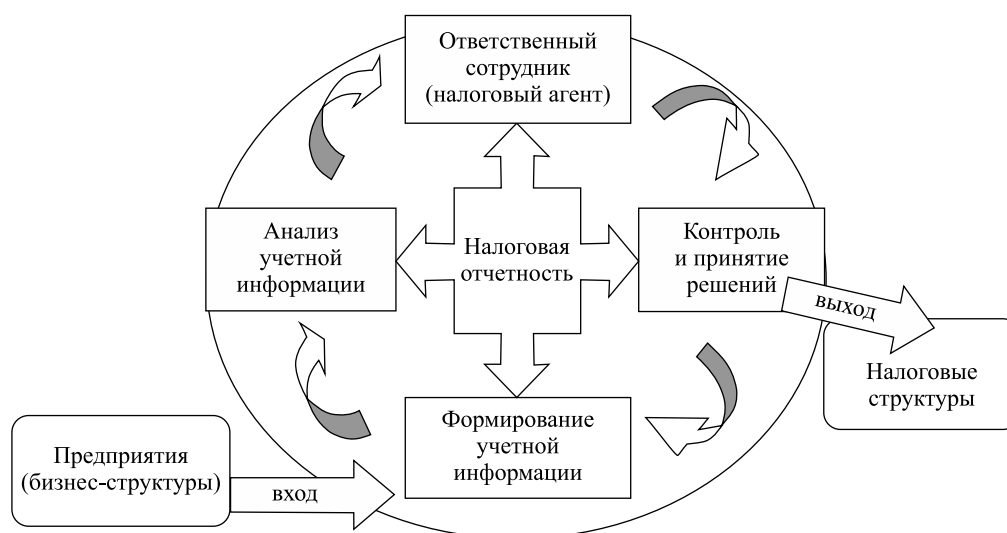 Ответственный
сотрудник
(налоговый агент)
Анализ
учетной
информации
Налоговая
отчетность
Контроль
и принятие
решений
выход
Налоговые
структуры
Формирование
учетной
информации
Предприятия
(бизнес-структуры)
вход